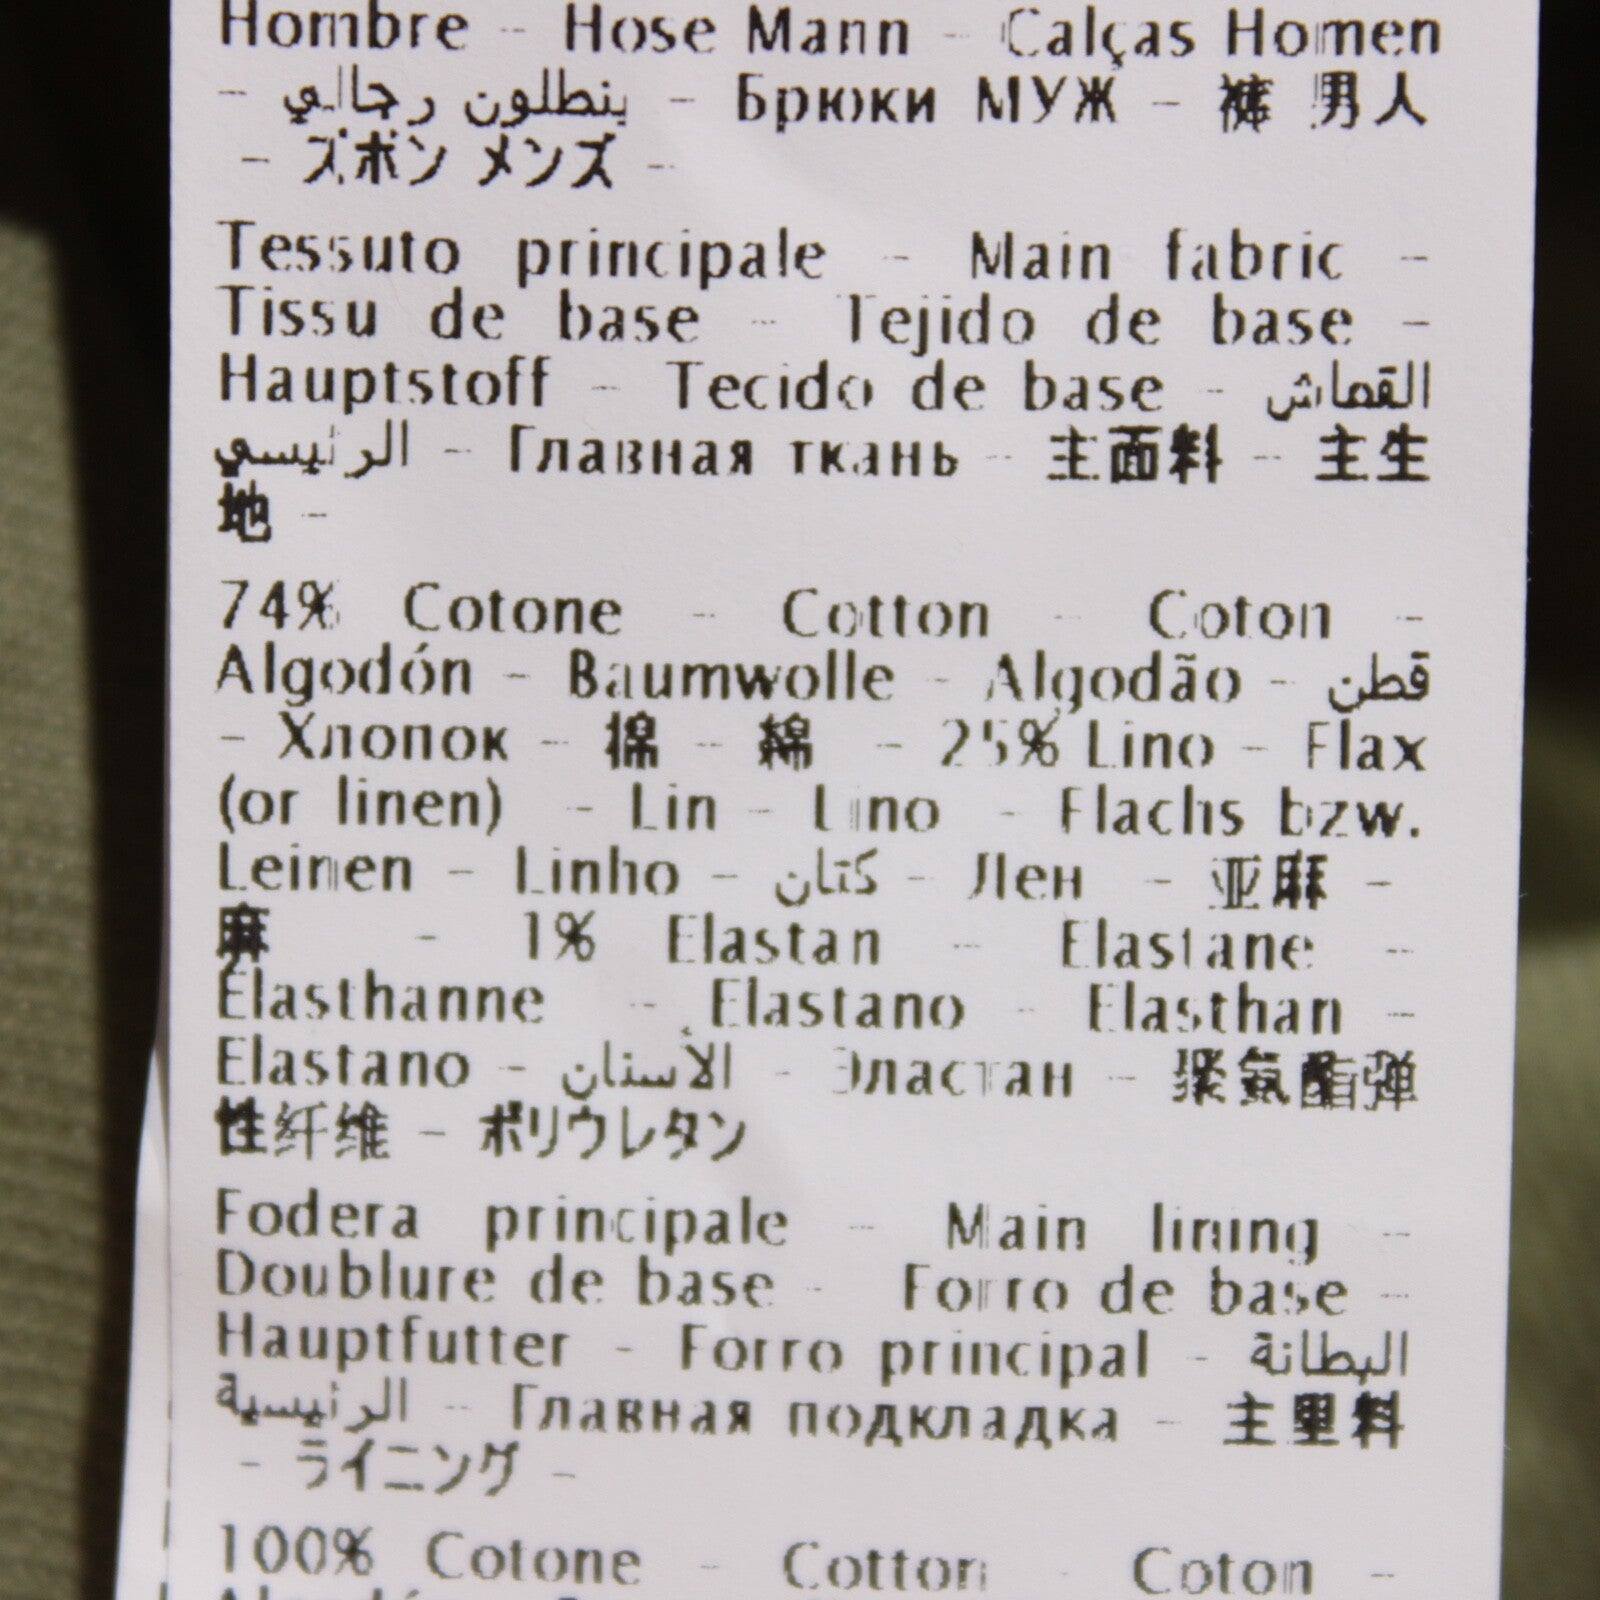 Hombre - Hose Mann - Calças Homen
- بنطلون رجالي - Брюки МУЖ - 裤 男人
- ズボン メンズ -
Tessuto principale - Main fabric -
Tissu de base - Tejido de base -
Hauptstoff - Tecido de base - القماش
الرئيسي - Главная ткань - 主面料 - 主生
地 -
74% Cotone - Cotton - Coton -
Algodón - Baumwolle - Algodão - قطن
- Хлопок - 棉 - 綿 - 25% Lino - Flax
(or linen) - Lin - Lino - Flachs bzw.
Leinen - Linho - كتان - Лен - 亚麻 -
麻 - 1% Elastan - Elastane -
Élasthanne - Elastano - Elasthan -
Elastano - الأستان - Эластан - 聚氨酯弹
性纤维 - ポリウレタン
Fodera principale - Main lining -
Doublure de base - Forro de base -
Hauptfutter - Forro principal - البطانة
الرئيسية - Главная подкладка - 主里料
- ライニング -
100% Cotone - Cotton - Coton -